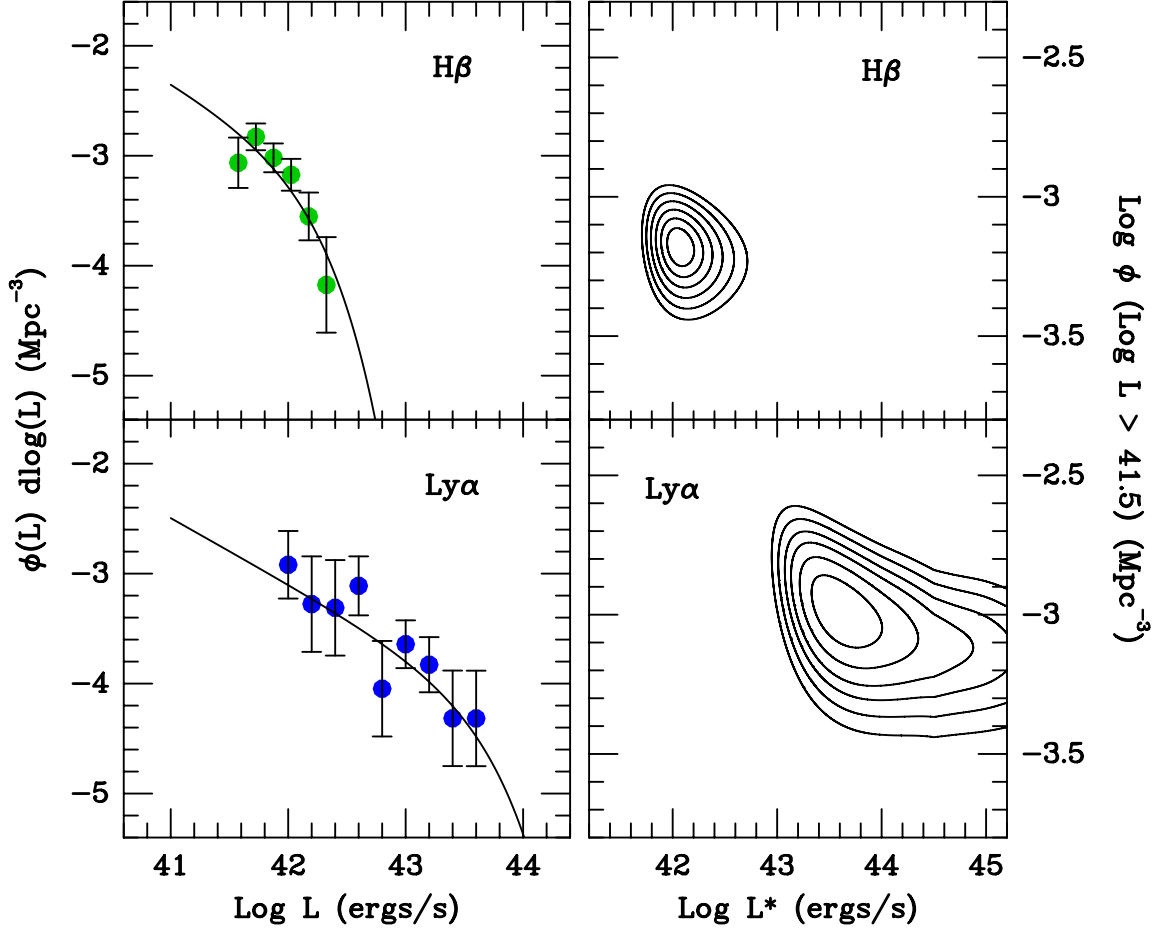 φ(L) dlog(L) (Mpc⁻³)
Hβ
−2
−3
−4
−5
Hβ
−2.5
−3
−3.5
Lyα
−2
−3
−4
−5
41 42 43 44
Log L (ergs/s)
Lyα
−2.5
−3
−3.5
42 43 44 45
Log L* (ergs/s)
Log φ (Log L > 41.5) (Mpc⁻³)